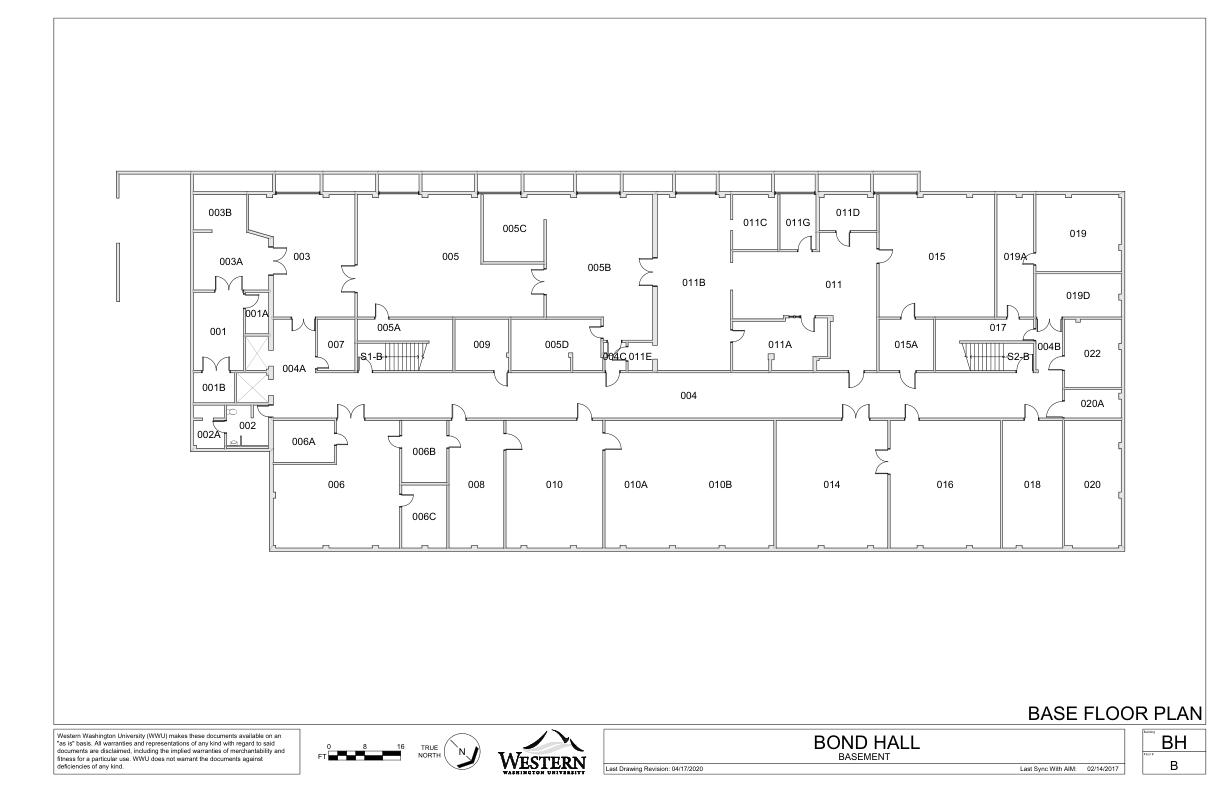 003B
003
005
005C
005B
011B
011C
011G
011D
015
019A
019
003A
011
019D
001
001A
007
005A
009
005D
004C
011E
011A
015A
017
004B
022
S1-B
S2-B
004A
001B
004
020A
002A
002
006A
006B
006
006C
008
010
010A
010B
014
016
018
020
BASE FLOOR PLAN
Western Washington University (WWU) makes these documents available on an
"as is" basis. All warranties and representations of any kind with regard to said
documents are disclaimed, including the implied warranties of merchantability and
fitness for a particular use. WWU does not warrant the documents against
deficiencies of any kind.
FT
0 8 16
TRUE
NORTH
N
WESTERN
WASHINGTON UNIVERSITY
BOND HALL
BASEMENT
Last Drawing Revision: 04/17/2020
Last Sync With AIM: 02/14/2017
Building
BH
B